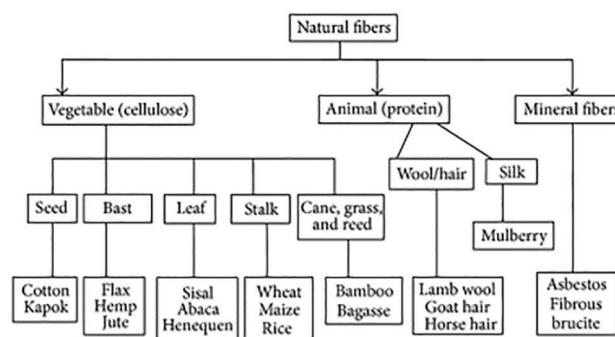 Natural fibers
Vegetable (cellulose)
Animal (protein)
Mineral fibers
Wool/hair
Silk
Seed
Bast
Leaf
Stalk
Cane, grass,
and reed
Mulberry
Cotton
Kapok
Flax
Hemp
Jute
Sisal
Abaca
Henequen
Wheat
Maize
Rice
Bamboo
Bagasse
Lamb wool
Goat hair
Horse hair
Asbestos
Fibrous
brucite